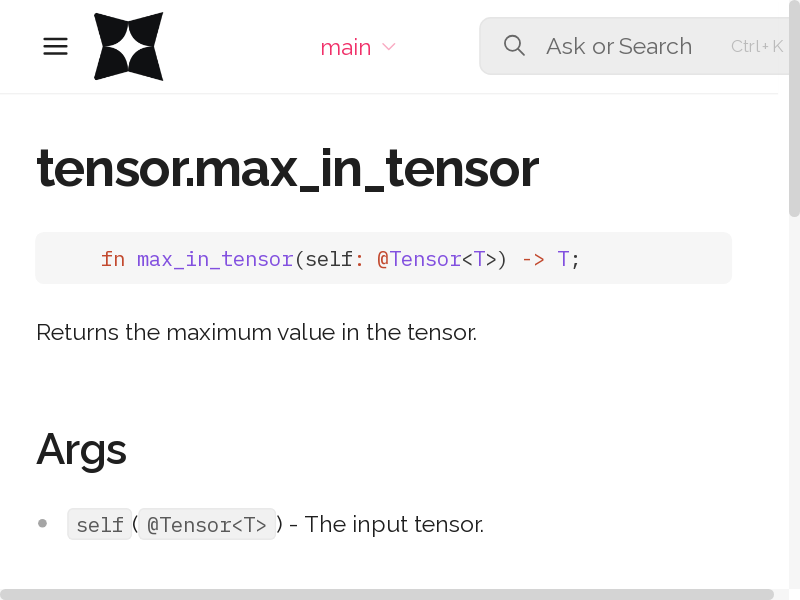 main
Ask or Search
Ctrl+K
tensor.max_in_tensor
fn max_in_tensor(self: @Tensor<T>) -> T;
Returns the maximum value in the tensor.
Args
self(@Tensor<T>) - The input tensor.